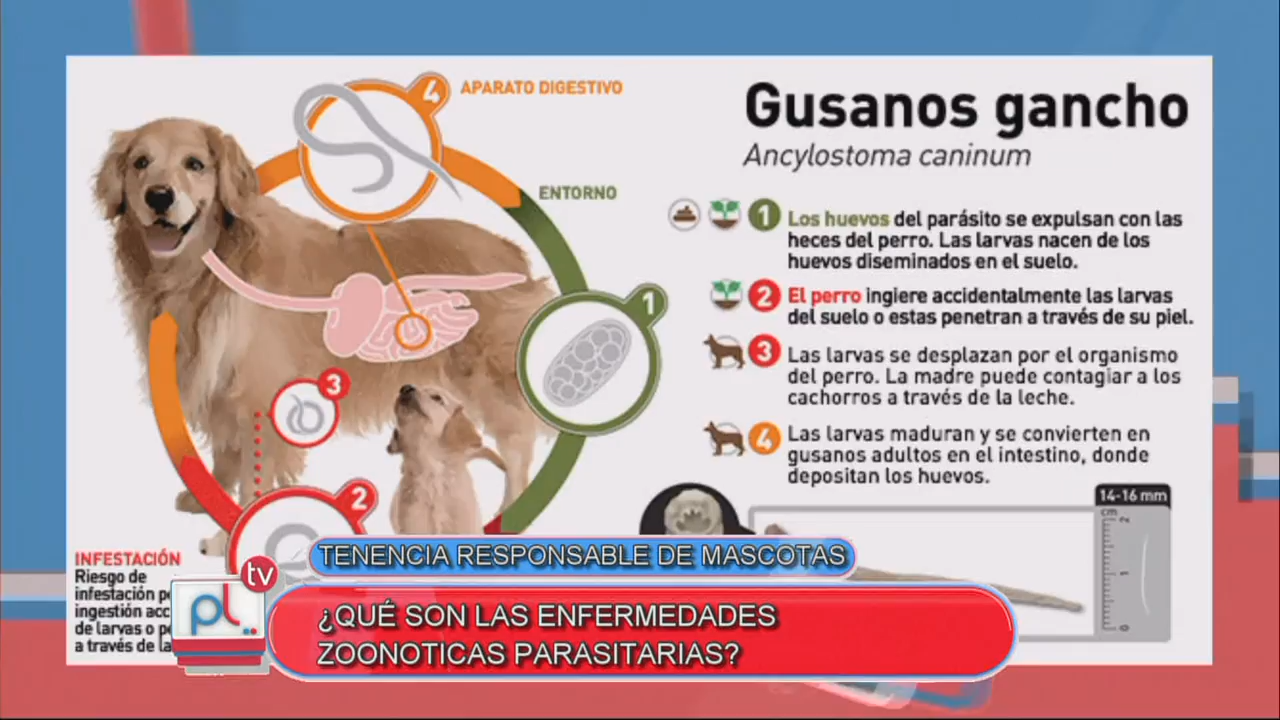 4
APARATO DIGESTIVO
Gusanos gancho
Ancylostoma caninum
ENTORNO
1 Los huevos del parásito se expulsan con las
heces del perro. Las larvas nacen de los
huevos diseminados en el suelo.
1
2 El perro ingiere accidentalmente las larvas
del suelo o estas penetran a través de su piel.
3 Las larvas se desplazan por el organismo
del perro. La madre puede contagiar a los
cachorros a través de la leche.
3
4 Las larvas maduran y se convierten en
gusanos adultos en el intestino, donde
depositan los huevos.
2
14-16 mm
cm
2
1
0
INFESTACIÓN
Riesgo de
infestación
ingestión
de larvas o
a través de
TENENCIA RESPONSABLE DE MASCOTAS
tv
pl..
¿QUÉ SON LAS ENFERMEDADES
ZOONOTICAS PARASITARIAS?